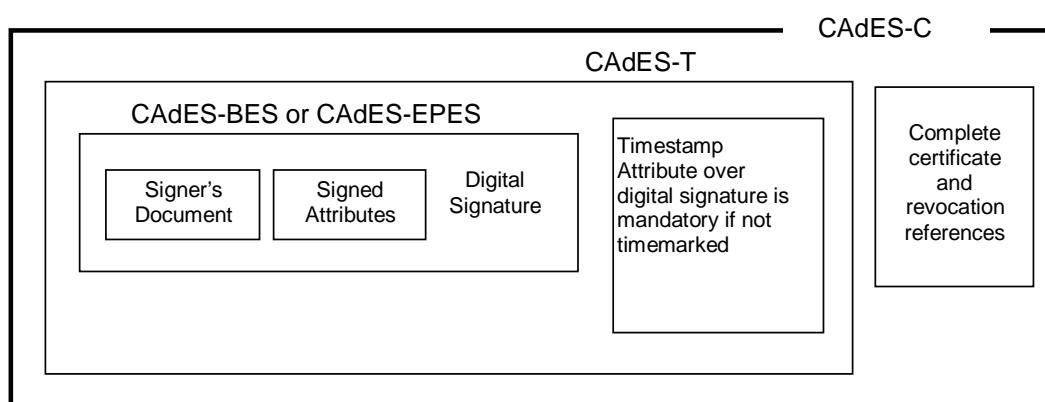 CAdES-C
CAdES-T
CAdES-BES or CAdES-EPES
Signer's
Document
Signed
Attributes
Digital
Signature
Timestamp
Attribute over
digital signature is
mandatory if not
timemarked
Complete
certificate
and
revocation
references